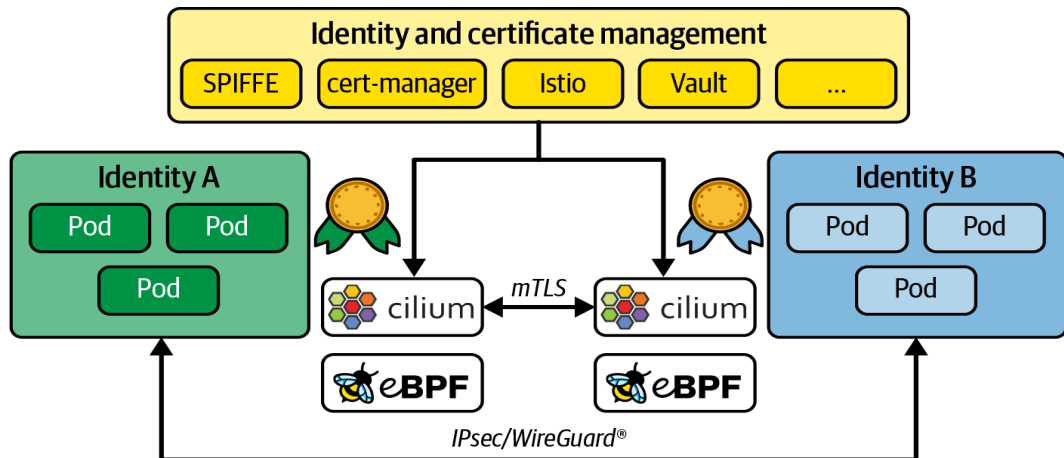 Identity and certificate management
SPIFFE
cert-manager
Istio
Vault
...
Identity A
Pod
Pod
Pod
Identity B
Pod
Pod
Pod
cilium
mTLS
cilium
eBPF
eBPF
IPsec/WireGuard®